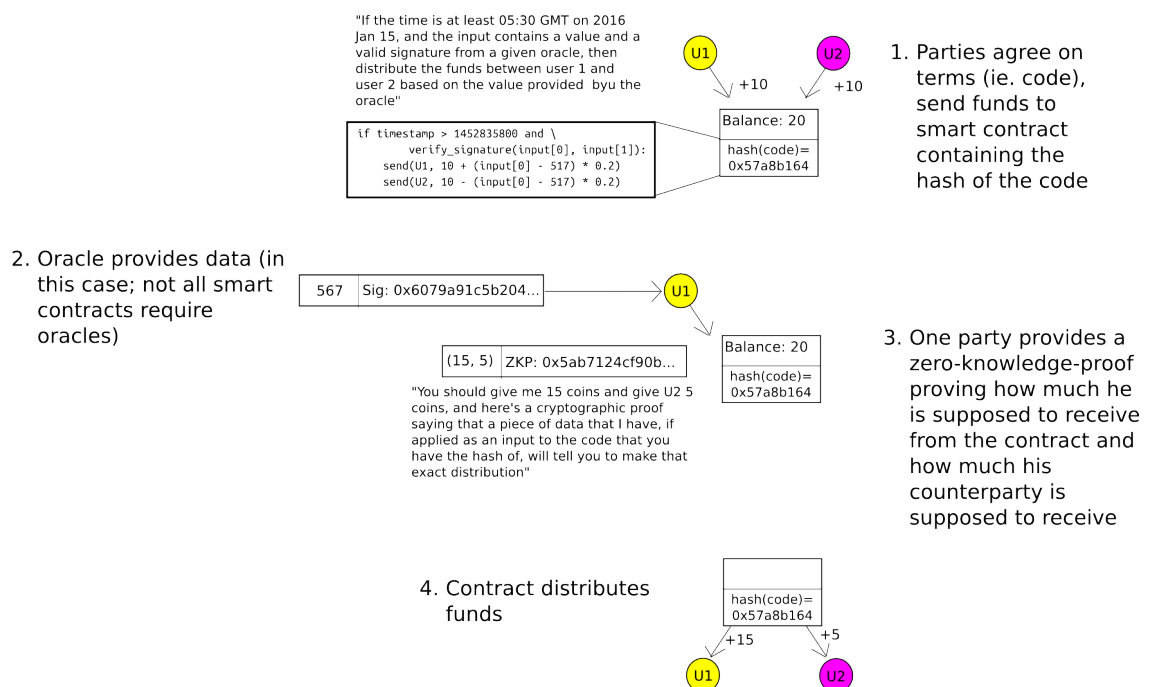 "If the time is at least 05:30 GMT on 2016
Jan 15, and the input contains a value and a
valid signature from a given oracle, then
distribute the funds between user 1 and
user 2 based on the value provided  byu the
oracle"
U1
U2
+10
+10
1. Parties agree on
terms (ie. code),
send funds to
smart contract
containing the
hash of the code
Balance: 20
hash(code)=
0x57a8b164
if timestamp > 1452835800 and \
        verify_signature(input[0], input[1]):
    send(U1, 10 + (input[0] - 517) * 0.2)
    send(U2, 10 - (input[0] - 517) * 0.2)
2. Oracle provides data (in
this case; not all smart
contracts require
oracles)
567
Sig: 0x6079a91c5b204...
U1
(15, 5)
ZKP: 0x5ab7124cf90b...
"You should give me 15 coins and give U2 5
coins, and here's a cryptographic proof
saying that a piece of data that I have, if
applied as an input to the code that you
have the hash of, will tell you to make that
exact distribution"
Balance: 20
hash(code)=
0x57a8b164
3. One party provides a
zero-knowledge-proof
proving how much he
is supposed to receive
from the contract and
how much his
counterparty is
supposed to receive
4. Contract distributes
funds
hash(code)=
0x57a8b164
+15
+5
U1
U2